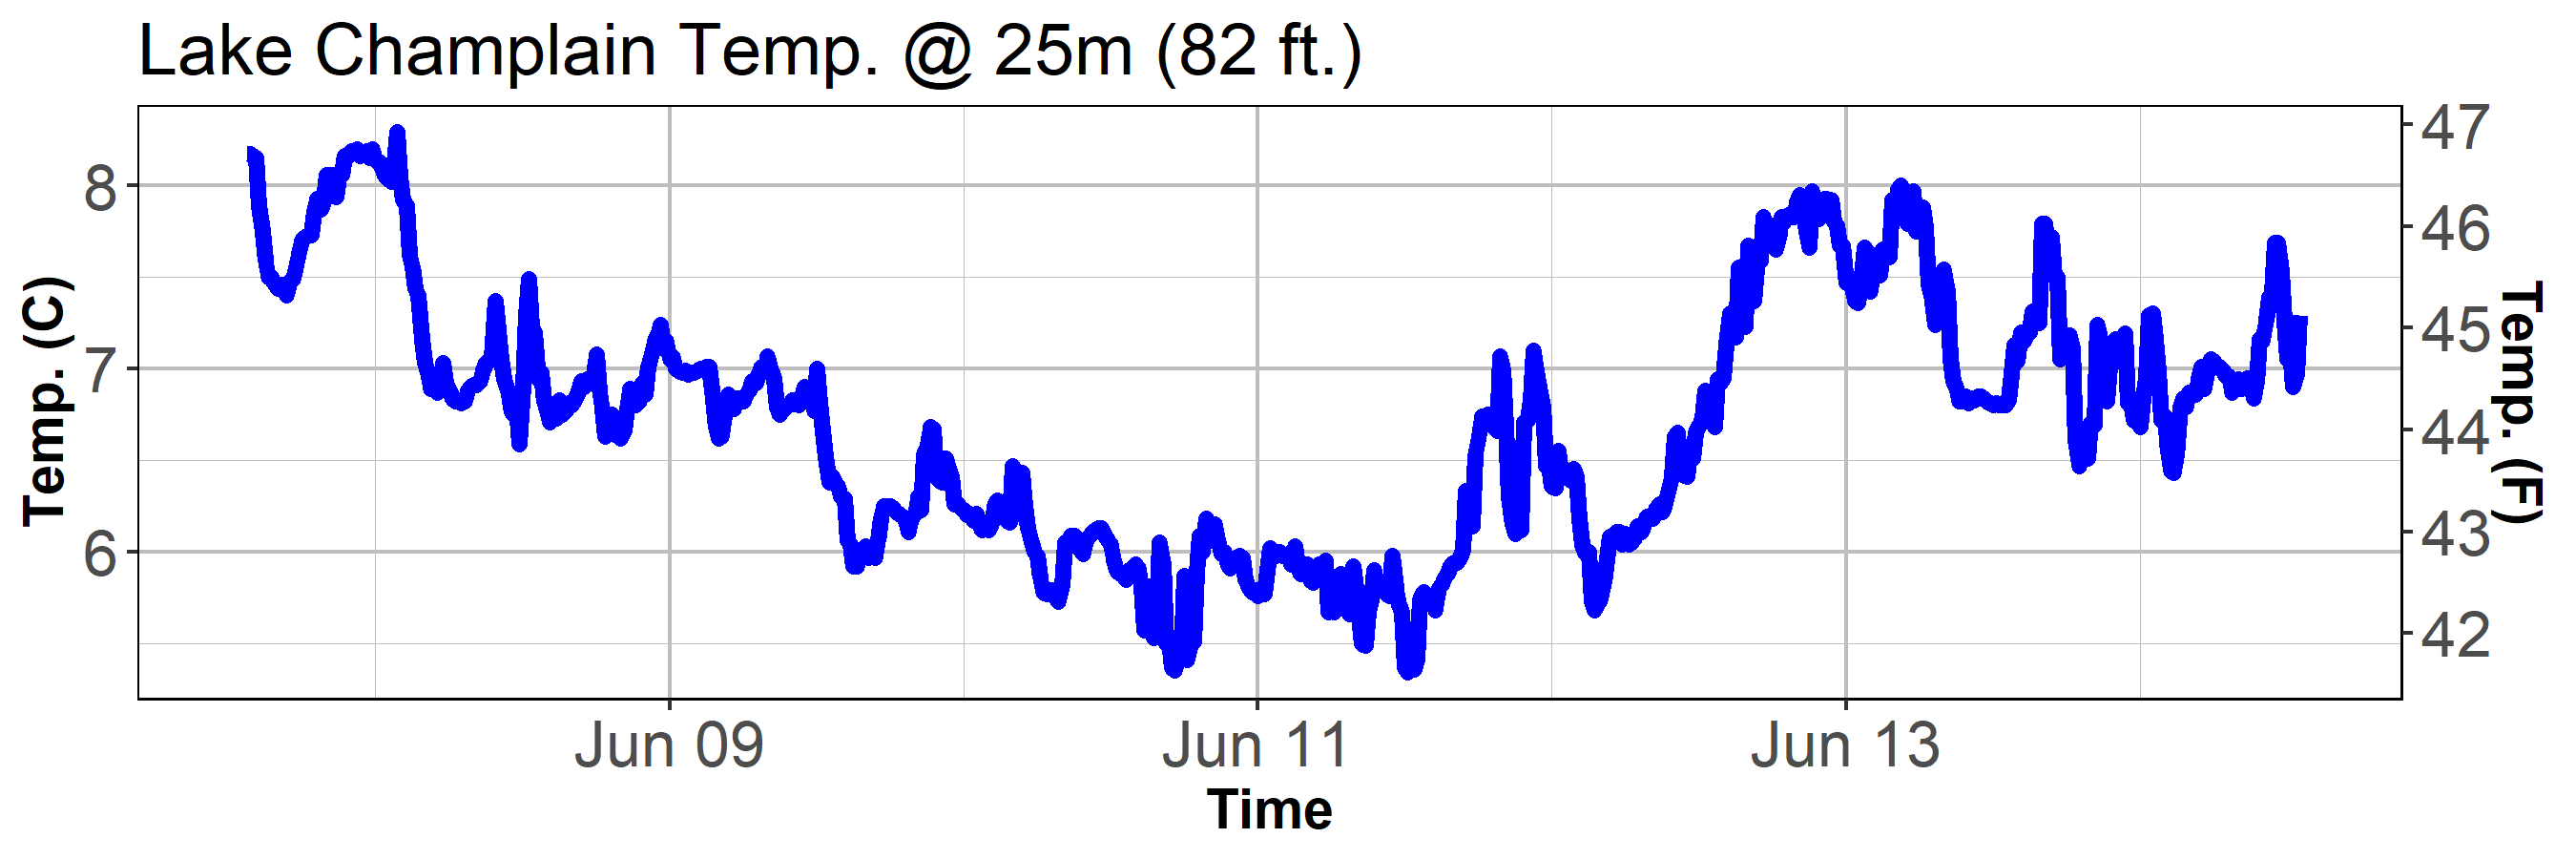 Lake Champlain Temp. @ 25m (82 ft.)
Temp. (C)
8
7
6
47
46
45
44
43
42
Temp. (F)
Jun 09
Jun 11
Jun 13
Time